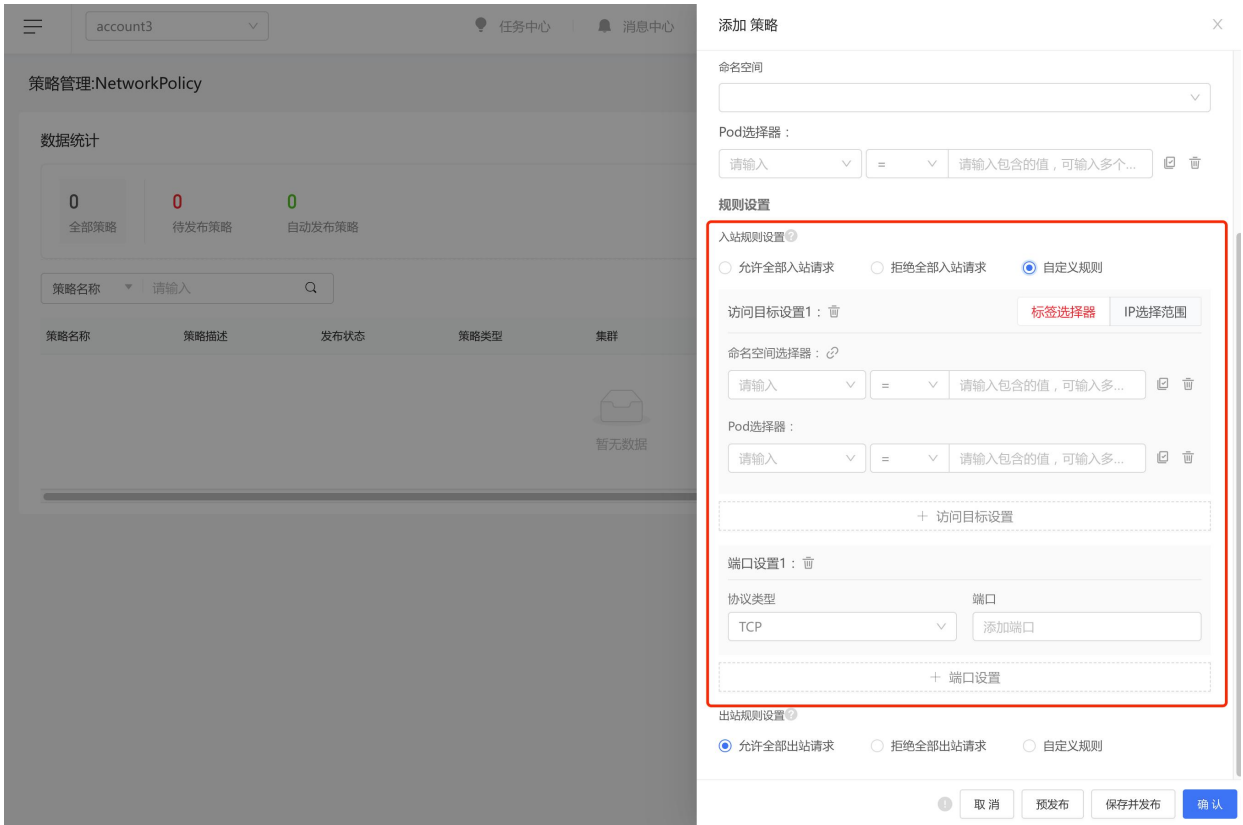 account3
任务中心
消息中心
策略管理:NetworkPolicy
数据统计
0
全部策略
0
待发布策略
0
自动发布策略
策略名称
请输入
策略名称 策略描述 发布状态 策略类型 集群
暂无数据
添加 策略
命名空间
Pod选择器：
请输入 = 请输入包含的值，可输入多个...
规则设置
入站规则设置
允许全部入站请求 拒绝全部入站请求 自定义规则
访问目标设置1： 标签选择器 IP选择范围
命名空间选择器：
请输入 = 请输入包含的值，可输入多...
Pod选择器：
请输入 = 请输入包含的值，可输入多...
+ 访问目标设置
端口设置1：
协议类型 端口
TCP 添加端口
+ 端口设置
出站规则设置
允许全部出站请求 拒绝全部出站请求 自定义规则
取消 预发布 保存并发布 确认